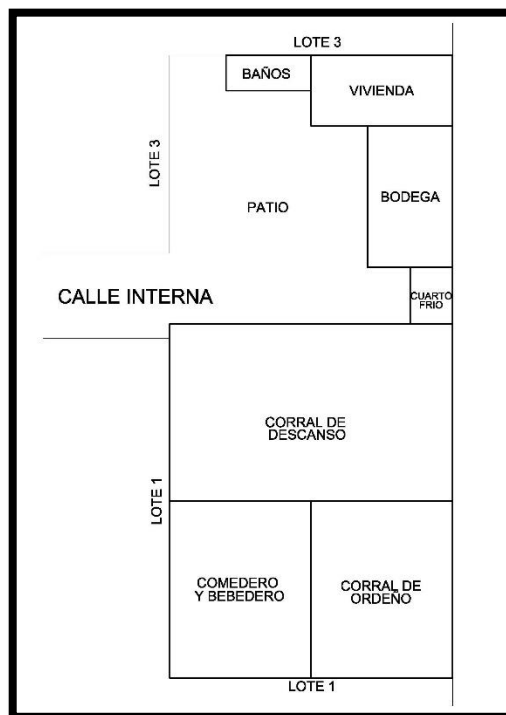 LOTE 3
BAÑOS
VIVIENDA
LOTE 3
BODEGA
PATIO
CALLE INTERNA
CUARTO
FRIO
CORRAL DE
DESCANSO
LOTE 1
COMEDERO
Y BEBEDERO
CORRAL DE
ORDEÑO
LOTE 1